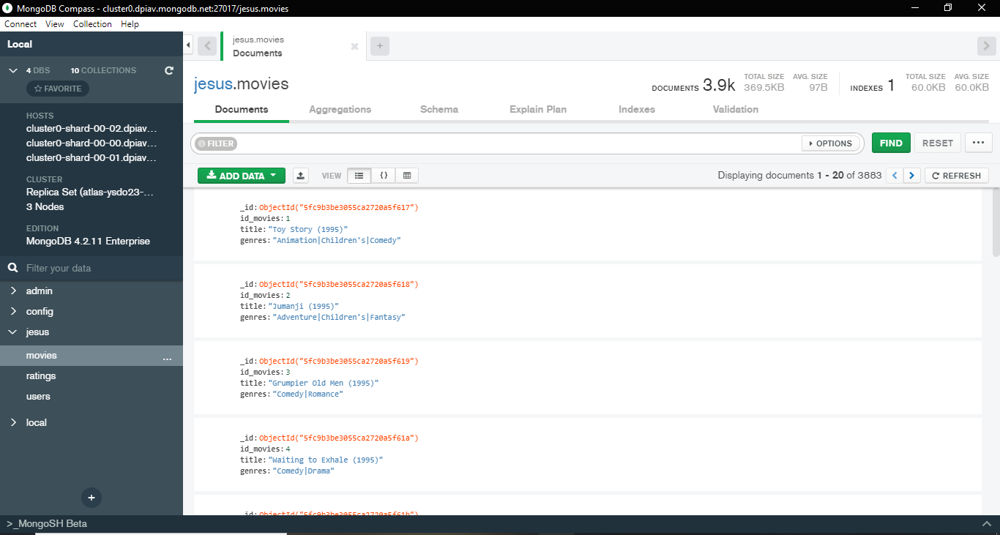 MongoDB Compass - cluster0.dpiav.mongodb.net:27017/jesus.movies
Connect View Collection Help
Local
4 DBS 10 COLLECTIONS
FAVORITE
HOSTS
cluster0-shard-00-02.dpiav...
cluster0-shard-00-00.dpiav...
cluster0-shard-00-01.dpiav...
CLUSTER
Replica Set (atlas-ysdo23-...
3 Nodes
EDITION
MongoDB 4.2.11 Enterprise
Filter your data
admin
config
jesus
movies ...
ratings
users
local
+
>_MongoSH Beta
jesus.movies
Documents
+
jesus.movies
DOCUMENTS 3.9k TOTAL SIZE 369.5KB AVG. SIZE 97B
INDEXES 1 TOTAL SIZE 60.0KB AVG. SIZE 60.0KB
Documents Aggregations Schema Explain Plan Indexes Validation
FILTER OPTIONS FIND RESET ...
ADD DATA VIEW {} Displaying documents 1 - 20 of 3883 < > REFRESH
_id: ObjectId("5fc9b3be3055ca2720a5f617")
id_movies: 1
title: "Toy Story (1995)"
genres: "Animation|Children's|Comedy"
_id: ObjectId("5fc9b3be3055ca2720a5f618")
id_movies: 2
title: "Jumanji (1995)"
genres: "Adventure|Children's|Fantasy"
_id: ObjectId("5fc9b3be3055ca2720a5f619")
id_movies: 3
title: "Grumpier Old Men (1995)"
genres: "Comedy|Romance"
_id: ObjectId("5fc9b3be3055ca2720a5f61a")
id_movies: 4
title: "Waiting to Exhale (1995)"
genres: "Comedy|Drama"
_id: ObjectId("5fc9b3be3055ca2720a5f61b")